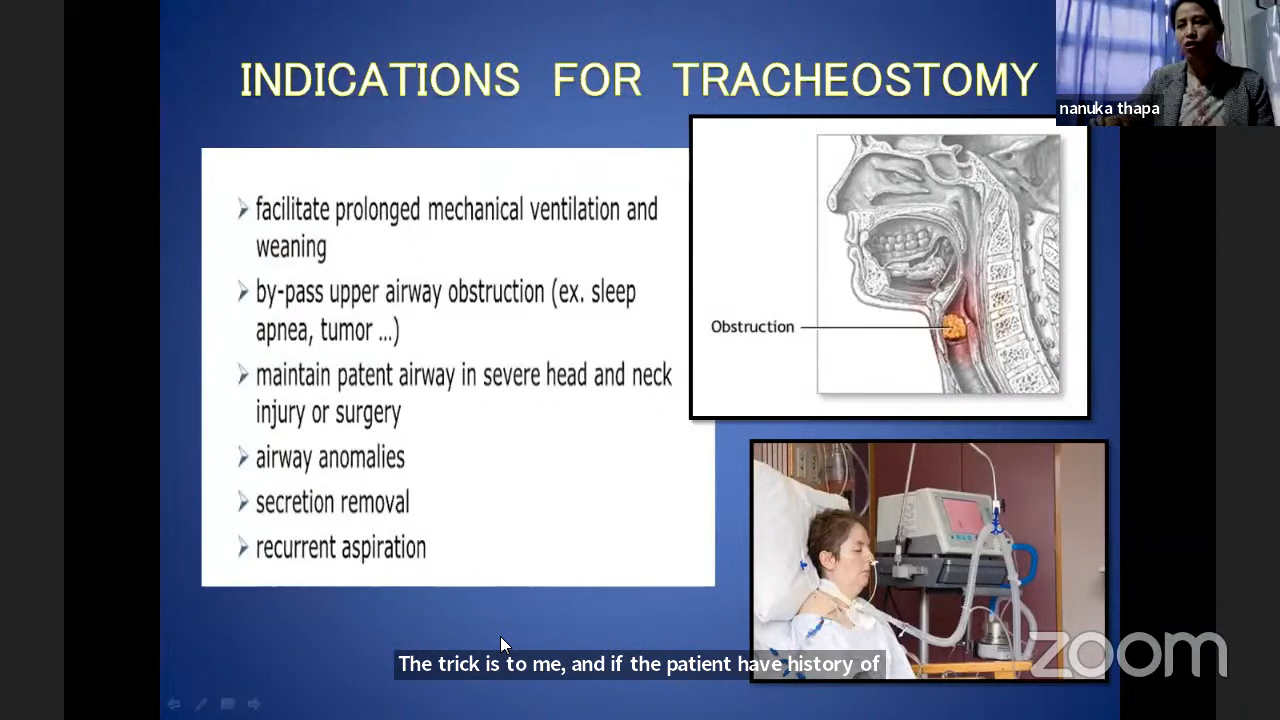 INDICATIONS FOR TRACHEOSTOMY
nanuka thapa
facilitate prolonged mechanical ventilation and
weaning
by-pass upper airway obstruction (ex. sleep
apnea, tumor ...)
maintain patent airway in severe head and neck
injury or surgery
airway anomalies
secretion removal
recurrent aspiration
Obstruction
The trick is to me, and if the patient have history of
zoom